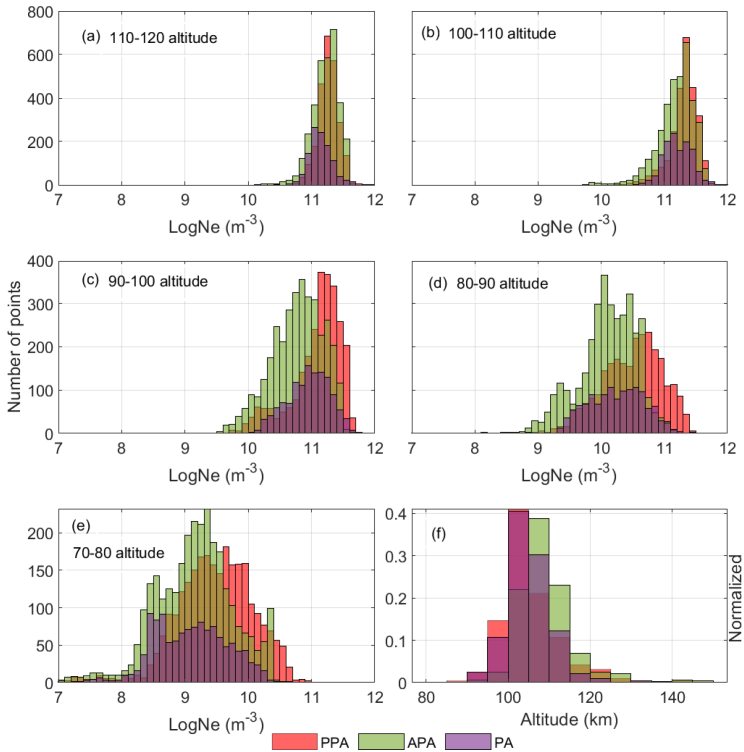 (a) 110-120 altitude
800
600
400
200
0
7 8 9 10 11 12
LogNe (m-3)
(b) 100-110 altitude
7 8 9 10 11 12
LogNe (m-3)
(c) 90-100 altitude
400
300
200
100
0
7 8 9 10 11 12
LogNe (m-3)
Number of points
(d) 80-90 altitude
7 8 9 10 11 12
LogNe (m-3)
(e)
70-80 altitude
200
150
100
50
0
7 8 9 10 11 12
LogNe (m-3)
(f)
0.4
0.3
0.2
0.1
0
80 100 120 140
Altitude (km)
Normalized
PPA APA PA